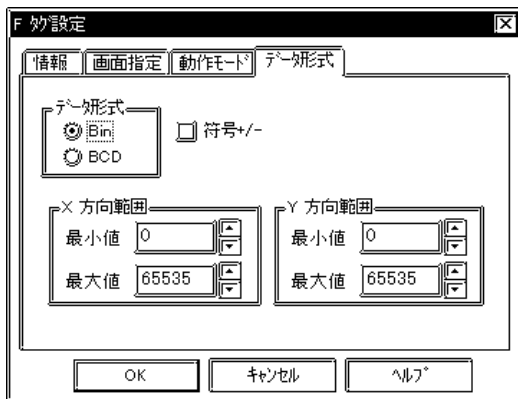 F ﾀｸﾞ設定
情報 画面指定 動作ﾓｰﾄﾞ ﾃﾞｰﾀ形式
ﾃﾞｰﾀ形式
Bin
BCD
符号+/-
X 方向範囲
最小値 0
最大値 65535
Y 方向範囲
最小値 0
最大値 65535
OK ｷｬﾝｾﾙ ﾍﾙﾌﾟ